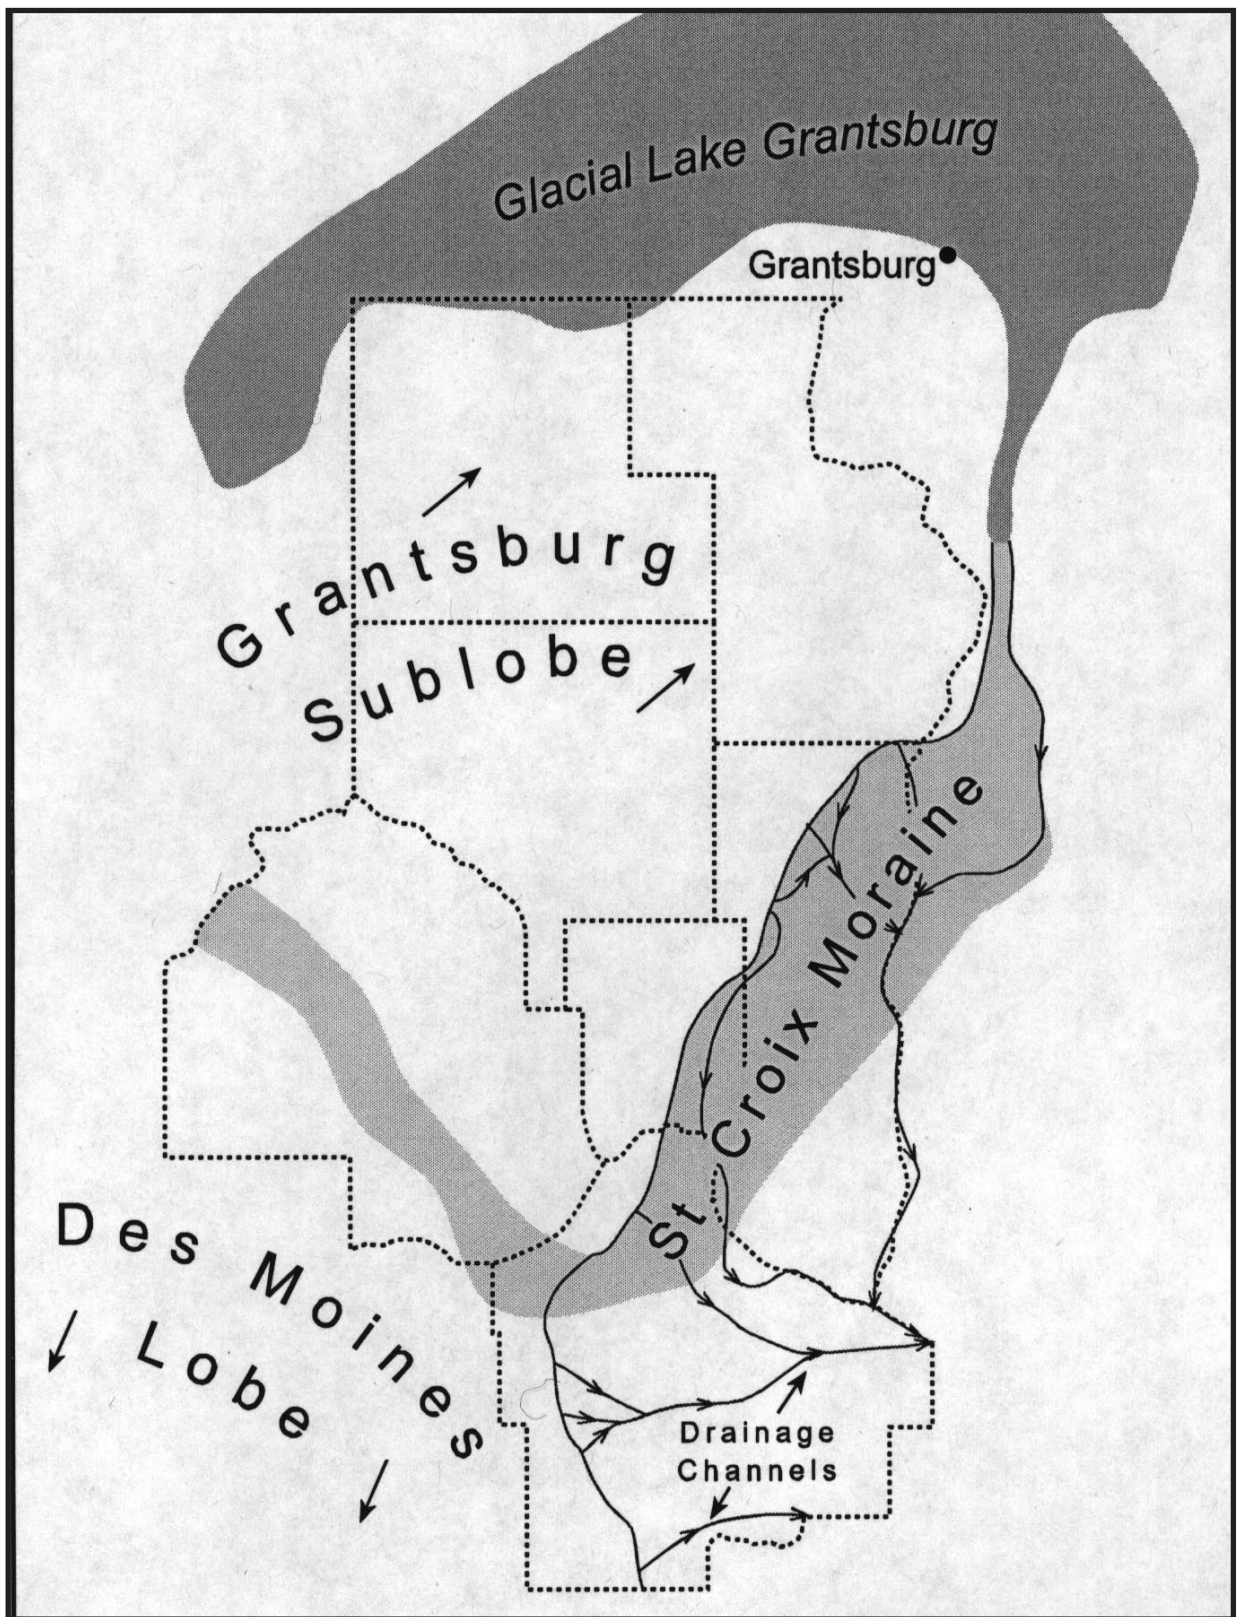 Glacial Lake Grantsburg
Grantsburg
Grantsburg
Sublobe
St Croix Moraine
Des Moines
Lobe
Drainage
Channels